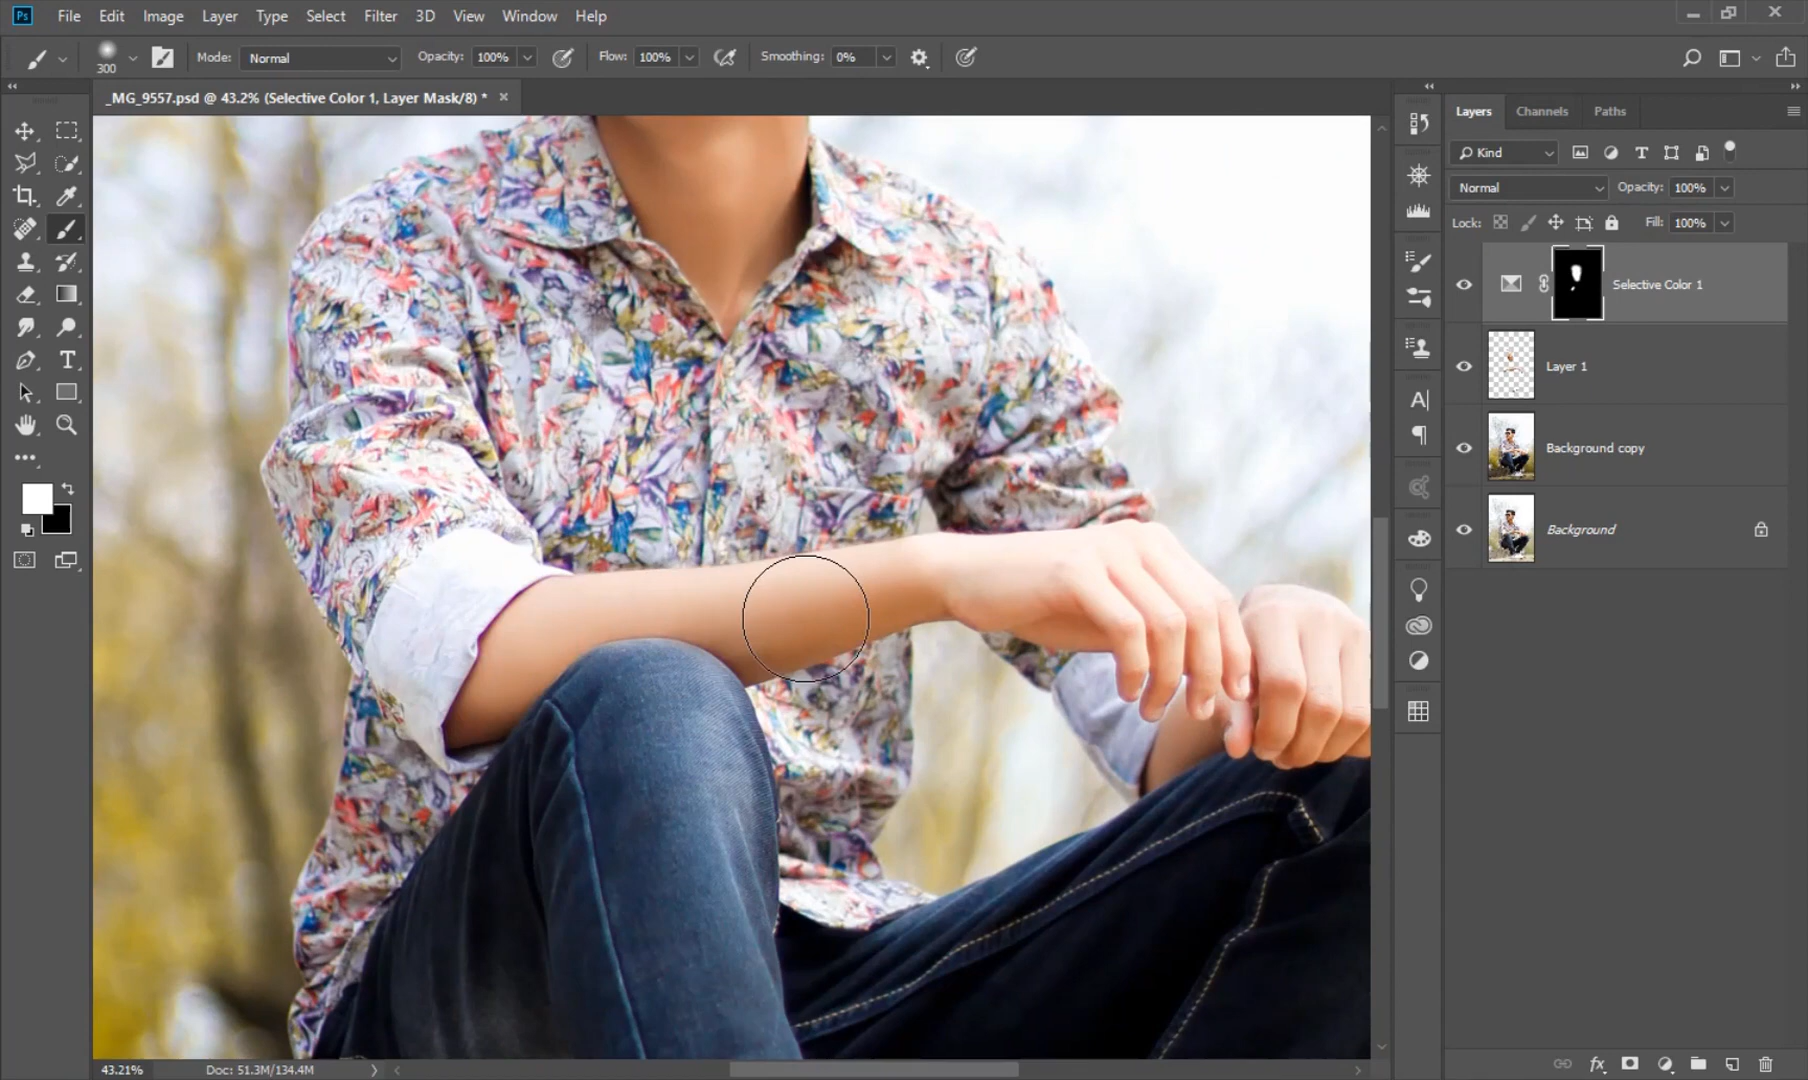 Ps File Edit Image Layer Type Select Filter 3D View Window Help
300 Mode: Normal Opacity: 100% Flow: 100% Smoothing: 0%
_MG_9557.psd @ 43.2% (Selective Color 1, Layer Mask/8) *
Layers Channels Paths
Kind
Normal Opacity: 100%
Lock: Fill: 100%
Selective Color 1
Layer 1
Background copy
Background
43.21% Doc: 51.3M/134.4M